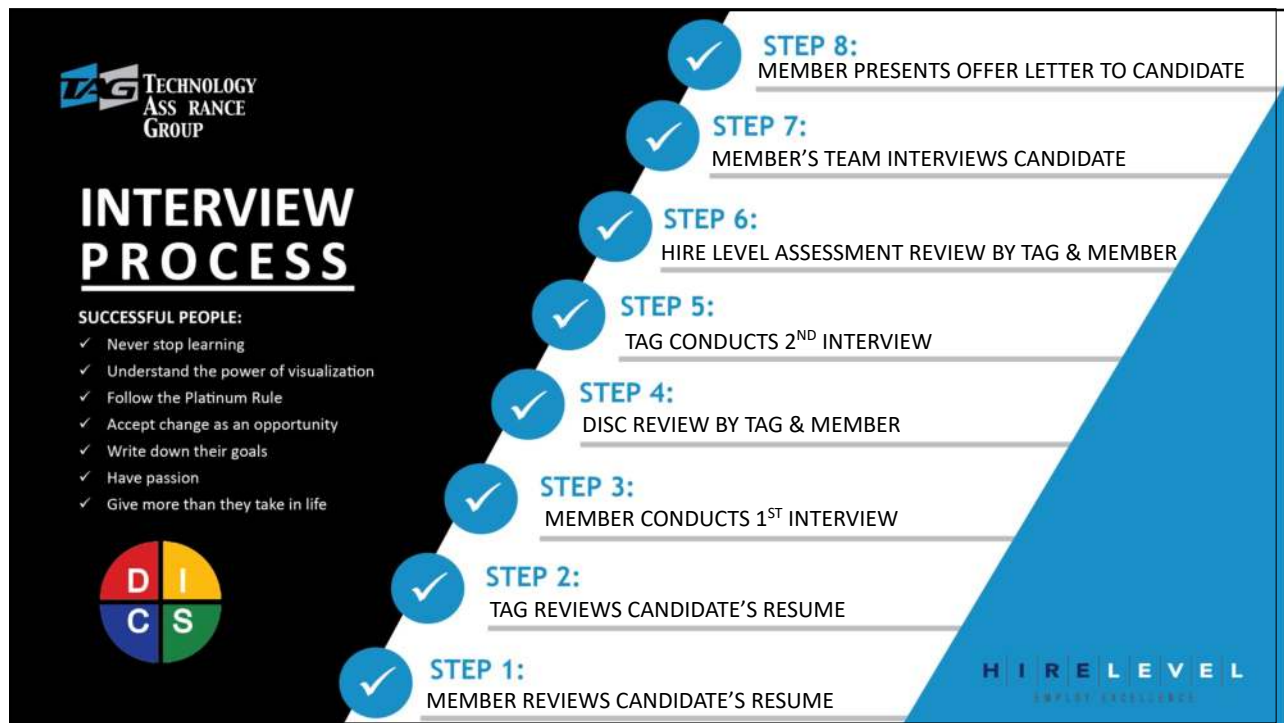 TAG TECHNOLOGY
ASS RANCE
GROUP
INTERVIEW
PROCESS
SUCCESSFUL PEOPLE:
✓ Never stop learning
✓ Understand the power of visualization
✓ Follow the Platinum Rule
✓ Accept change as an opportunity
✓ Write down their goals
✓ Have passion
✓ Give more than they take in life
D I
C S
STEP 8:
MEMBER PRESENTS OFFER LETTER TO CANDIDATE
STEP 7:
MEMBER’S TEAM INTERVIEWS CANDIDATE
STEP 6:
HIRE LEVEL ASSESSMENT REVIEW BY TAG & MEMBER
STEP 5:
TAG CONDUCTS 2ND INTERVIEW
STEP 4:
DISC REVIEW BY TAG & MEMBER
STEP 3:
MEMBER CONDUCTS 1ST INTERVIEW
STEP 2:
TAG REVIEWS CANDIDATE’S RESUME
STEP 1:
MEMBER REVIEWS CANDIDATE’S RESUME
H|I|R|E|L|E|V|E|L
EMPLOY EXCELLENCE